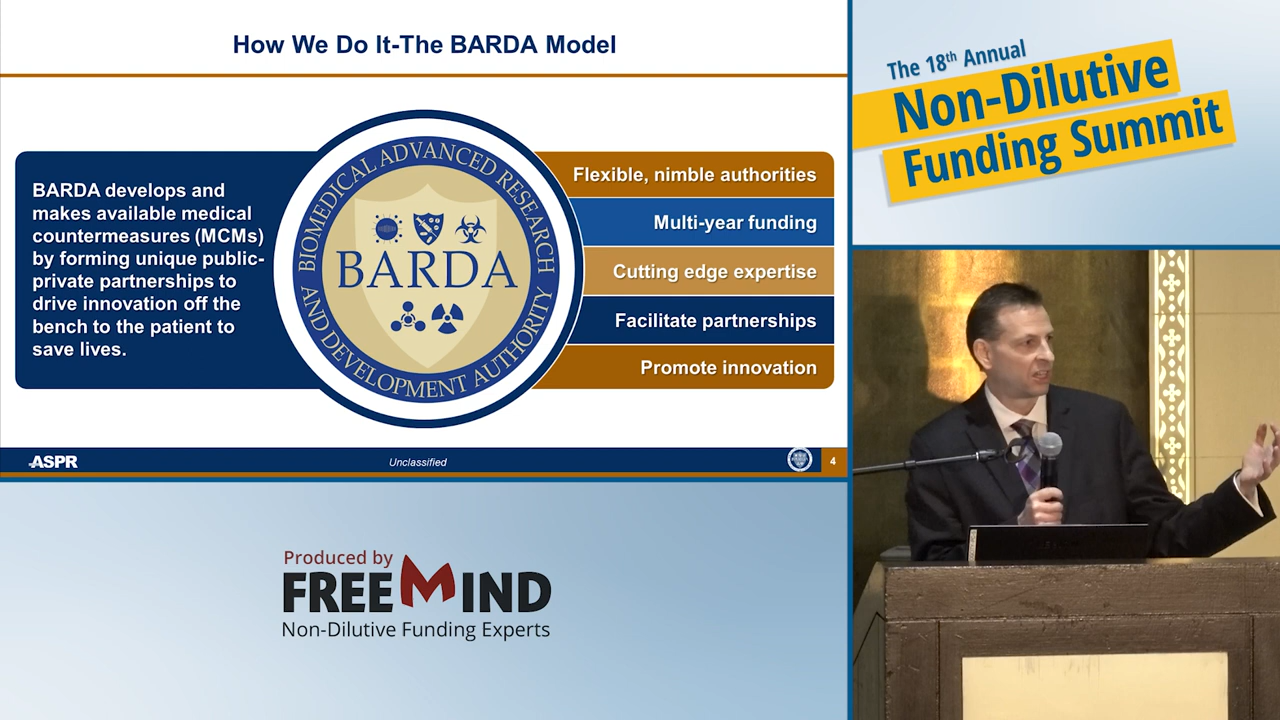 How We Do It-The BARDA Model
BARDA develops and
makes available medical
countermeasures (MCMs)
by forming unique public-
private partnerships to
drive innovation off the
bench to the patient to
save lives.
BIOMEDICAL ADVANCED RESEARCH
BARDA
AND DEVELOPMENT AUTHORITY
Flexible, nimble authorities
Multi-year funding
Cutting edge expertise
Facilitate partnerships
Promote innovation
ASPR
Unclassified
4
The 18th Annual
Non-Dilutive
Funding Summit
Produced by
FREEMIND
Non-Dilutive Funding Experts